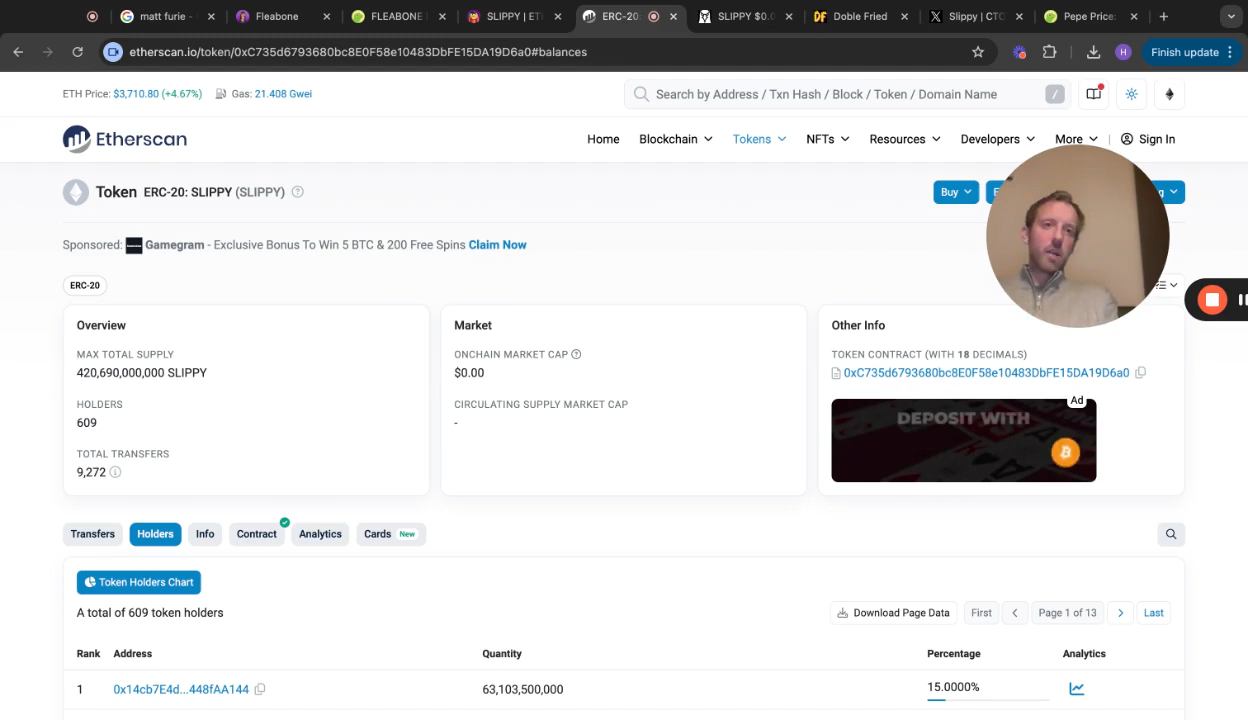 matt furie -
Fleabone
FLEABONE
SLIPPY | ET
ERC-20:
SLIPPY $0.
Doble Fried
Slippy | CTO
Pepe Price:
etherscan.io/token/0xC735d6793680bc8E0F58e10483DbFE15DA19D6a0#balances
H
Finish update
ETH Price: $3,710.80 (+4.67%)
Gas: 21.408 Gwei
Search by Address / Txn Hash / Block / Token / Domain Name
/
Etherscan
Home
Blockchain
Tokens
NFTs
Resources
Developers
More
Sign In
Token ERC-20: SLIPPY (SLIPPY)
Buy
Sponsored: Gamegram - Exclusive Bonus To Win 5 BTC & 200 Free Spins Claim Now
ERC-20
Overview
MAX TOTAL SUPPLY
420,690,000,000 SLIPPY
HOLDERS
609
TOTAL TRANSFERS
9,272
Market
ONCHAIN MARKET CAP
$0.00
CIRCULATING SUPPLY MARKET CAP
-
Other Info
TOKEN CONTRACT (WITH 18 DECIMALS)
0xC735d6793680bc8E0F58e10483DbFE15DA19D6a0
Ad
DEPOSIT WITH
Transfers
Holders
Info
Contract
Analytics
Cards New
Token Holders Chart
A total of 609 token holders
Download Page Data
First
Page 1 of 13
Last
Rank
Address
Quantity
Percentage
Analytics
1
0x14cb7E4d...448fAA144
63,103,500,000
15.0000%